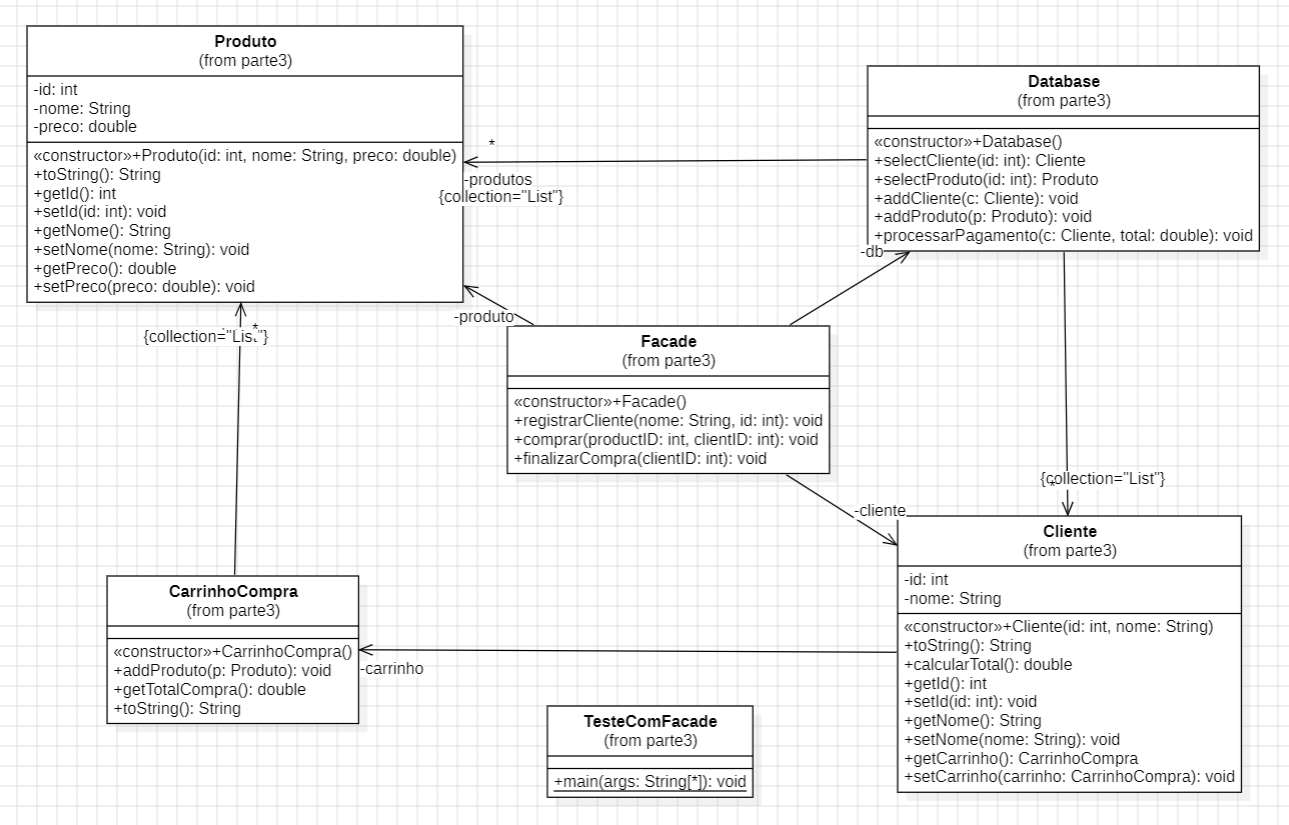 Produto
(from parte3)
-id: int
-nome: String
-preco: double
«constructor»+Produto(id: int, nome: String, preco: double)
+toString(): String
+getId(): int
+setId(id: int): void
+getNome(): String
+setNome(nome: String): void
+getPreco(): double
+setPreco(preco: double): void
Database
(from parte3)
«constructor»+Database()
+selectCliente(id: int): Cliente
+selectProduto(id: int): Produto
+addCliente(c: Cliente): void
+addProduto(p: Produto): void
+processarPagamento(c: Cliente, total: double): void
*
-produtos
{collection="List"}
-db
-produto
{collection="List"}
*
Facade
(from parte3)
«constructor»+Facade()
+registrarCliente(nome: String, id: int): void
+comprar(productID: int, clientID: int): void
+finalizarCompra(clientID: int): void
{collection="List"}
*
-cliente
Cliente
(from parte3)
-id: int
-nome: String
«constructor»+Cliente(id: int, nome: String)
+toString(): String
+calcularTotal(): double
+getId(): int
+setId(id: int): void
+getNome(): String
+setNome(nome: String): void
+getCarrinho(): CarrinhoCompra
+setCarrinho(carrinho: CarrinhoCompra): void
CarrinhoCompra
(from parte3)
«constructor»+CarrinhoCompra()
+addProduto(p: Produto): void
+getTotalCompra(): double
+toString(): String
-carrinho
TesteComFacade
(from parte3)
+main(args: String[*]): void